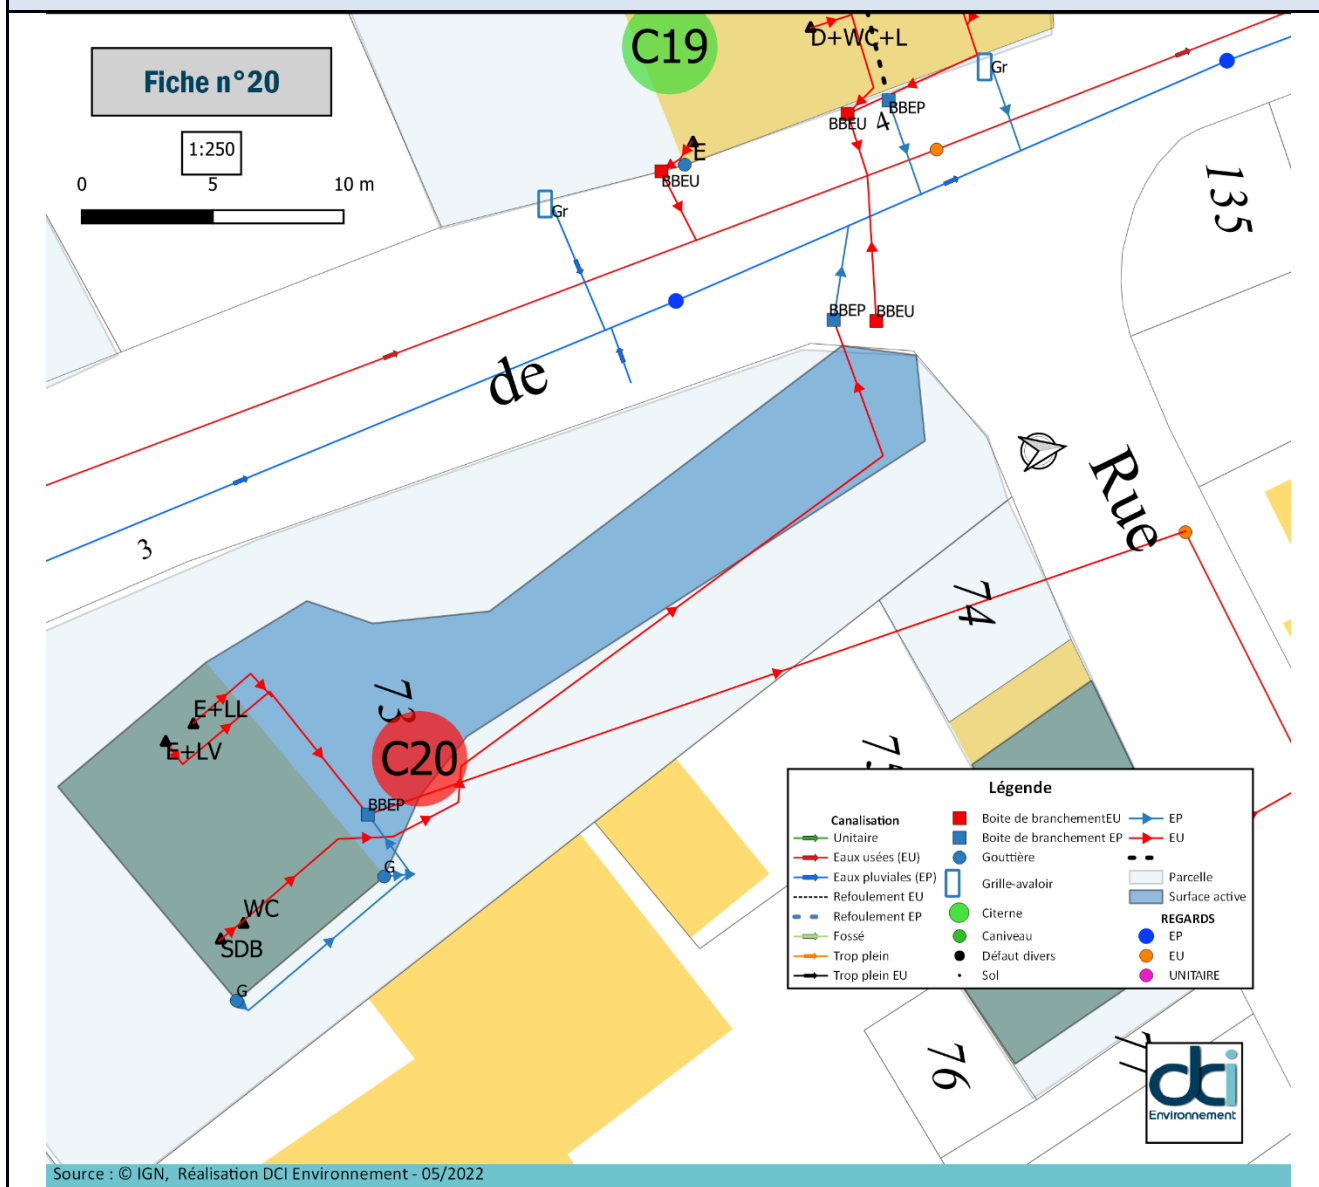 Fiche n°20
1:250
0 5 10 m
C19
D+WC+L
Gr
BBEP
BBEU
4
E
BBEU
Gr
135
BBEP
BBEU
de
Rue
3
74
73
E+LL
E+LV
C20
BBEP
G
WC
SDB
G
76
Légende
Canalisation
Unitaire
Eaux usées (EU)
Eaux pluviales (EP)
Refoulement EU
Refoulement EP
Fossé
Trop plein
Trop plein EU
Boite de branchementEU
Boite de branchement EP
Gouttière
Grille-avaloir
Citerne
Caniveau
Défaut divers
Sol
EP
EU
Parcelle
Surface active
REGARDS
EP
EU
UNITAIRE
dci
Environnement
Source : © IGN, Réalisation DCI Environnement - 05/2022